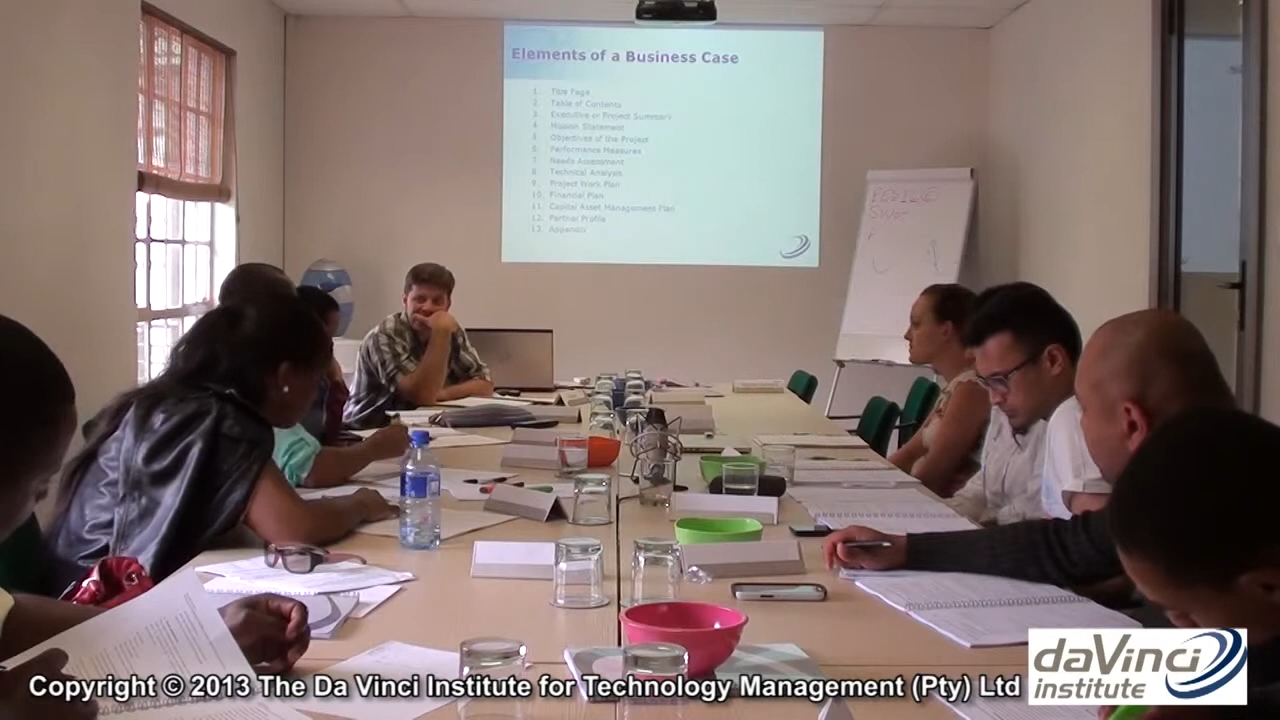 Elements of a Business Case
1. Title Page
2. Table of Contents
3. Executive or Project Summary
4. Mission Statement
5. Objectives of the Project
6. Performance Measures
7. Needs Assessment
8. Technical Analysis
9. Project Work Plan
10. Financial Plan
11. Capital Asset Management Plan
12. Partner Profile
13. Appendix
Copyright © 2013 The Da Vinci Institute for Technology Management (Pty) Ltd
daVinci
institute